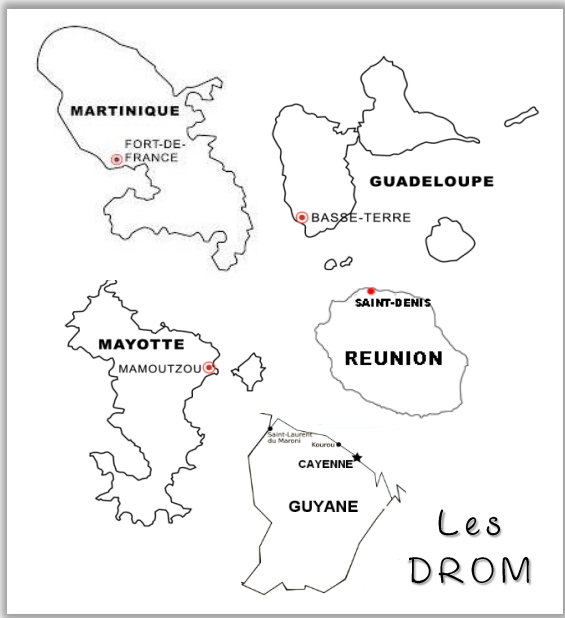 MARTINIQUE
FORT-DE-
FRANCE
GUADELOUPE
BASSE-TERRE
MAYOTTE
MAMOUTZOU
SAINT-DENIS
REUNION
Saint-Laurent
du Maroni
Kourou
CAYENNE
GUYANE
Les
DROM